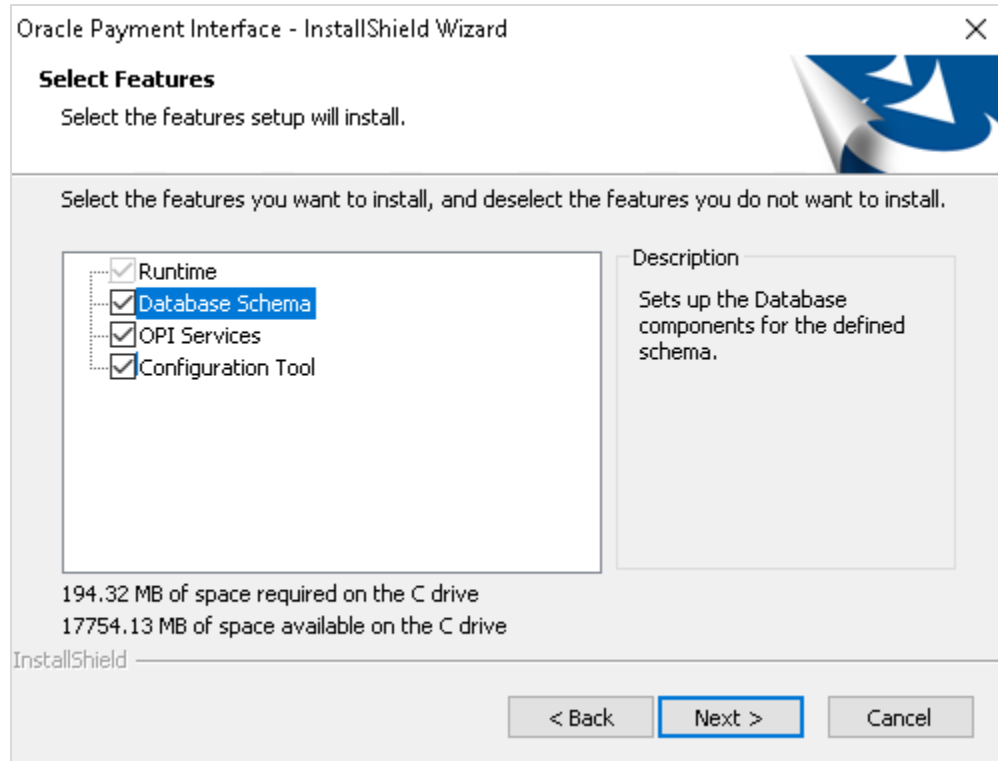 Oracle Payment Interface - InstallShield Wizard
Select Features
Select the features setup will install.
Select the features you want to install, and deselect the features you do not want to install.
Runtime
Database Schema
OPI Services
Configuration Tool
Description
Sets up the Database
components for the defined
schema.
194.32 MB of space required on the C drive
17754.13 MB of space available on the C drive
InstallShield
< Back
Next >
Cancel